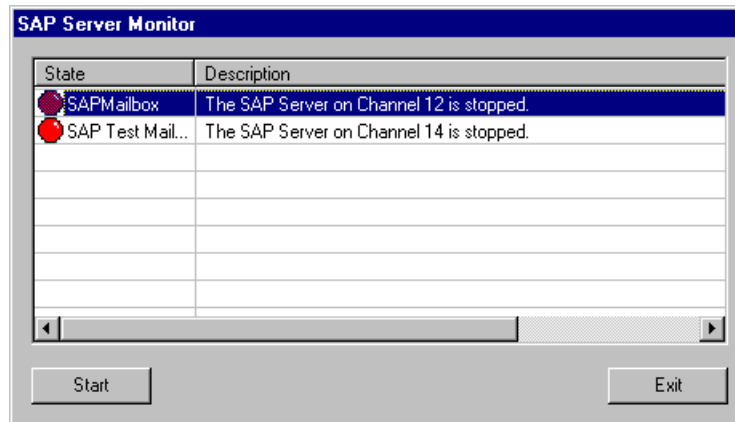 SAP Server Monitor
State Description
SAPMailbox The SAP Server on Channel 12 is stopped.
SAP Test Mail... The SAP Server on Channel 14 is stopped.
Start Exit